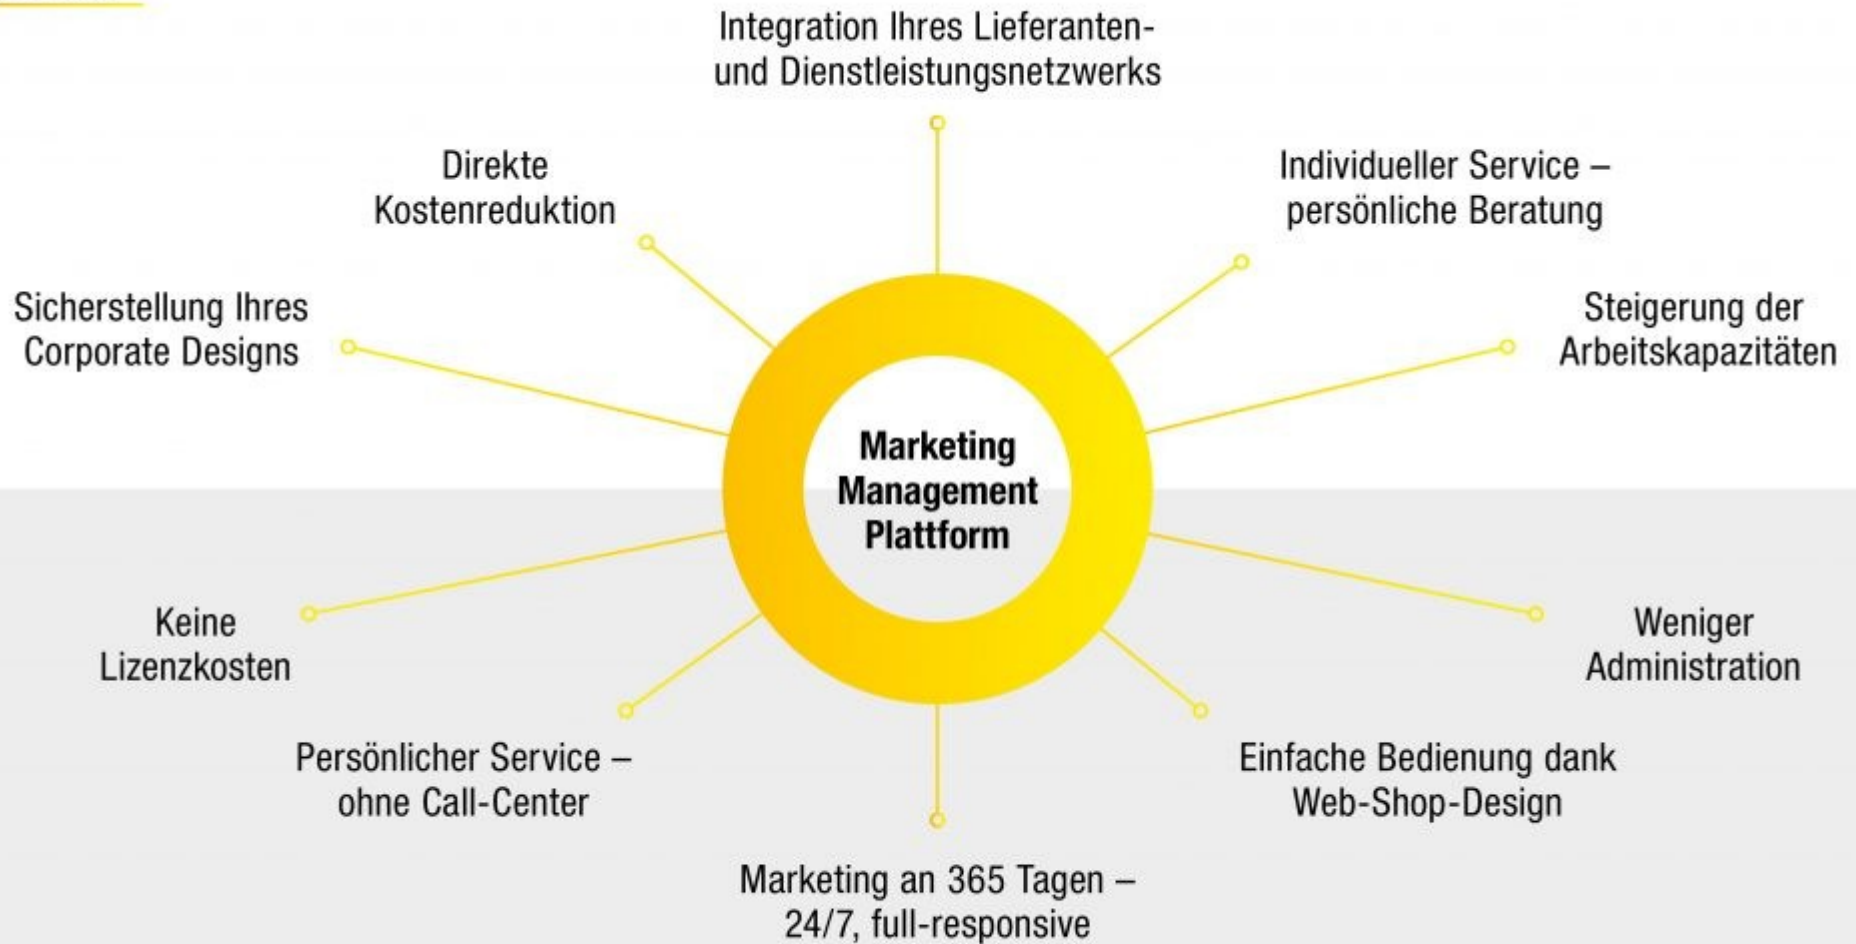 Integration Ihres Lieferanten-
und Dienstleistungsnetzwerks
Direkte
Kostenreduktion
Individueller Service –
persönliche Beratung
Sicherstellung Ihres
Corporate Designs
Steigerung der
Arbeitskapazitäten
Marketing
Management
Plattform
Keine
Lizenzkosten
Weniger
Administration
Persönlicher Service –
ohne Call-Center
Einfache Bedienung dank
Web-Shop-Design
Marketing an 365 Tagen –
24/7, full-responsive